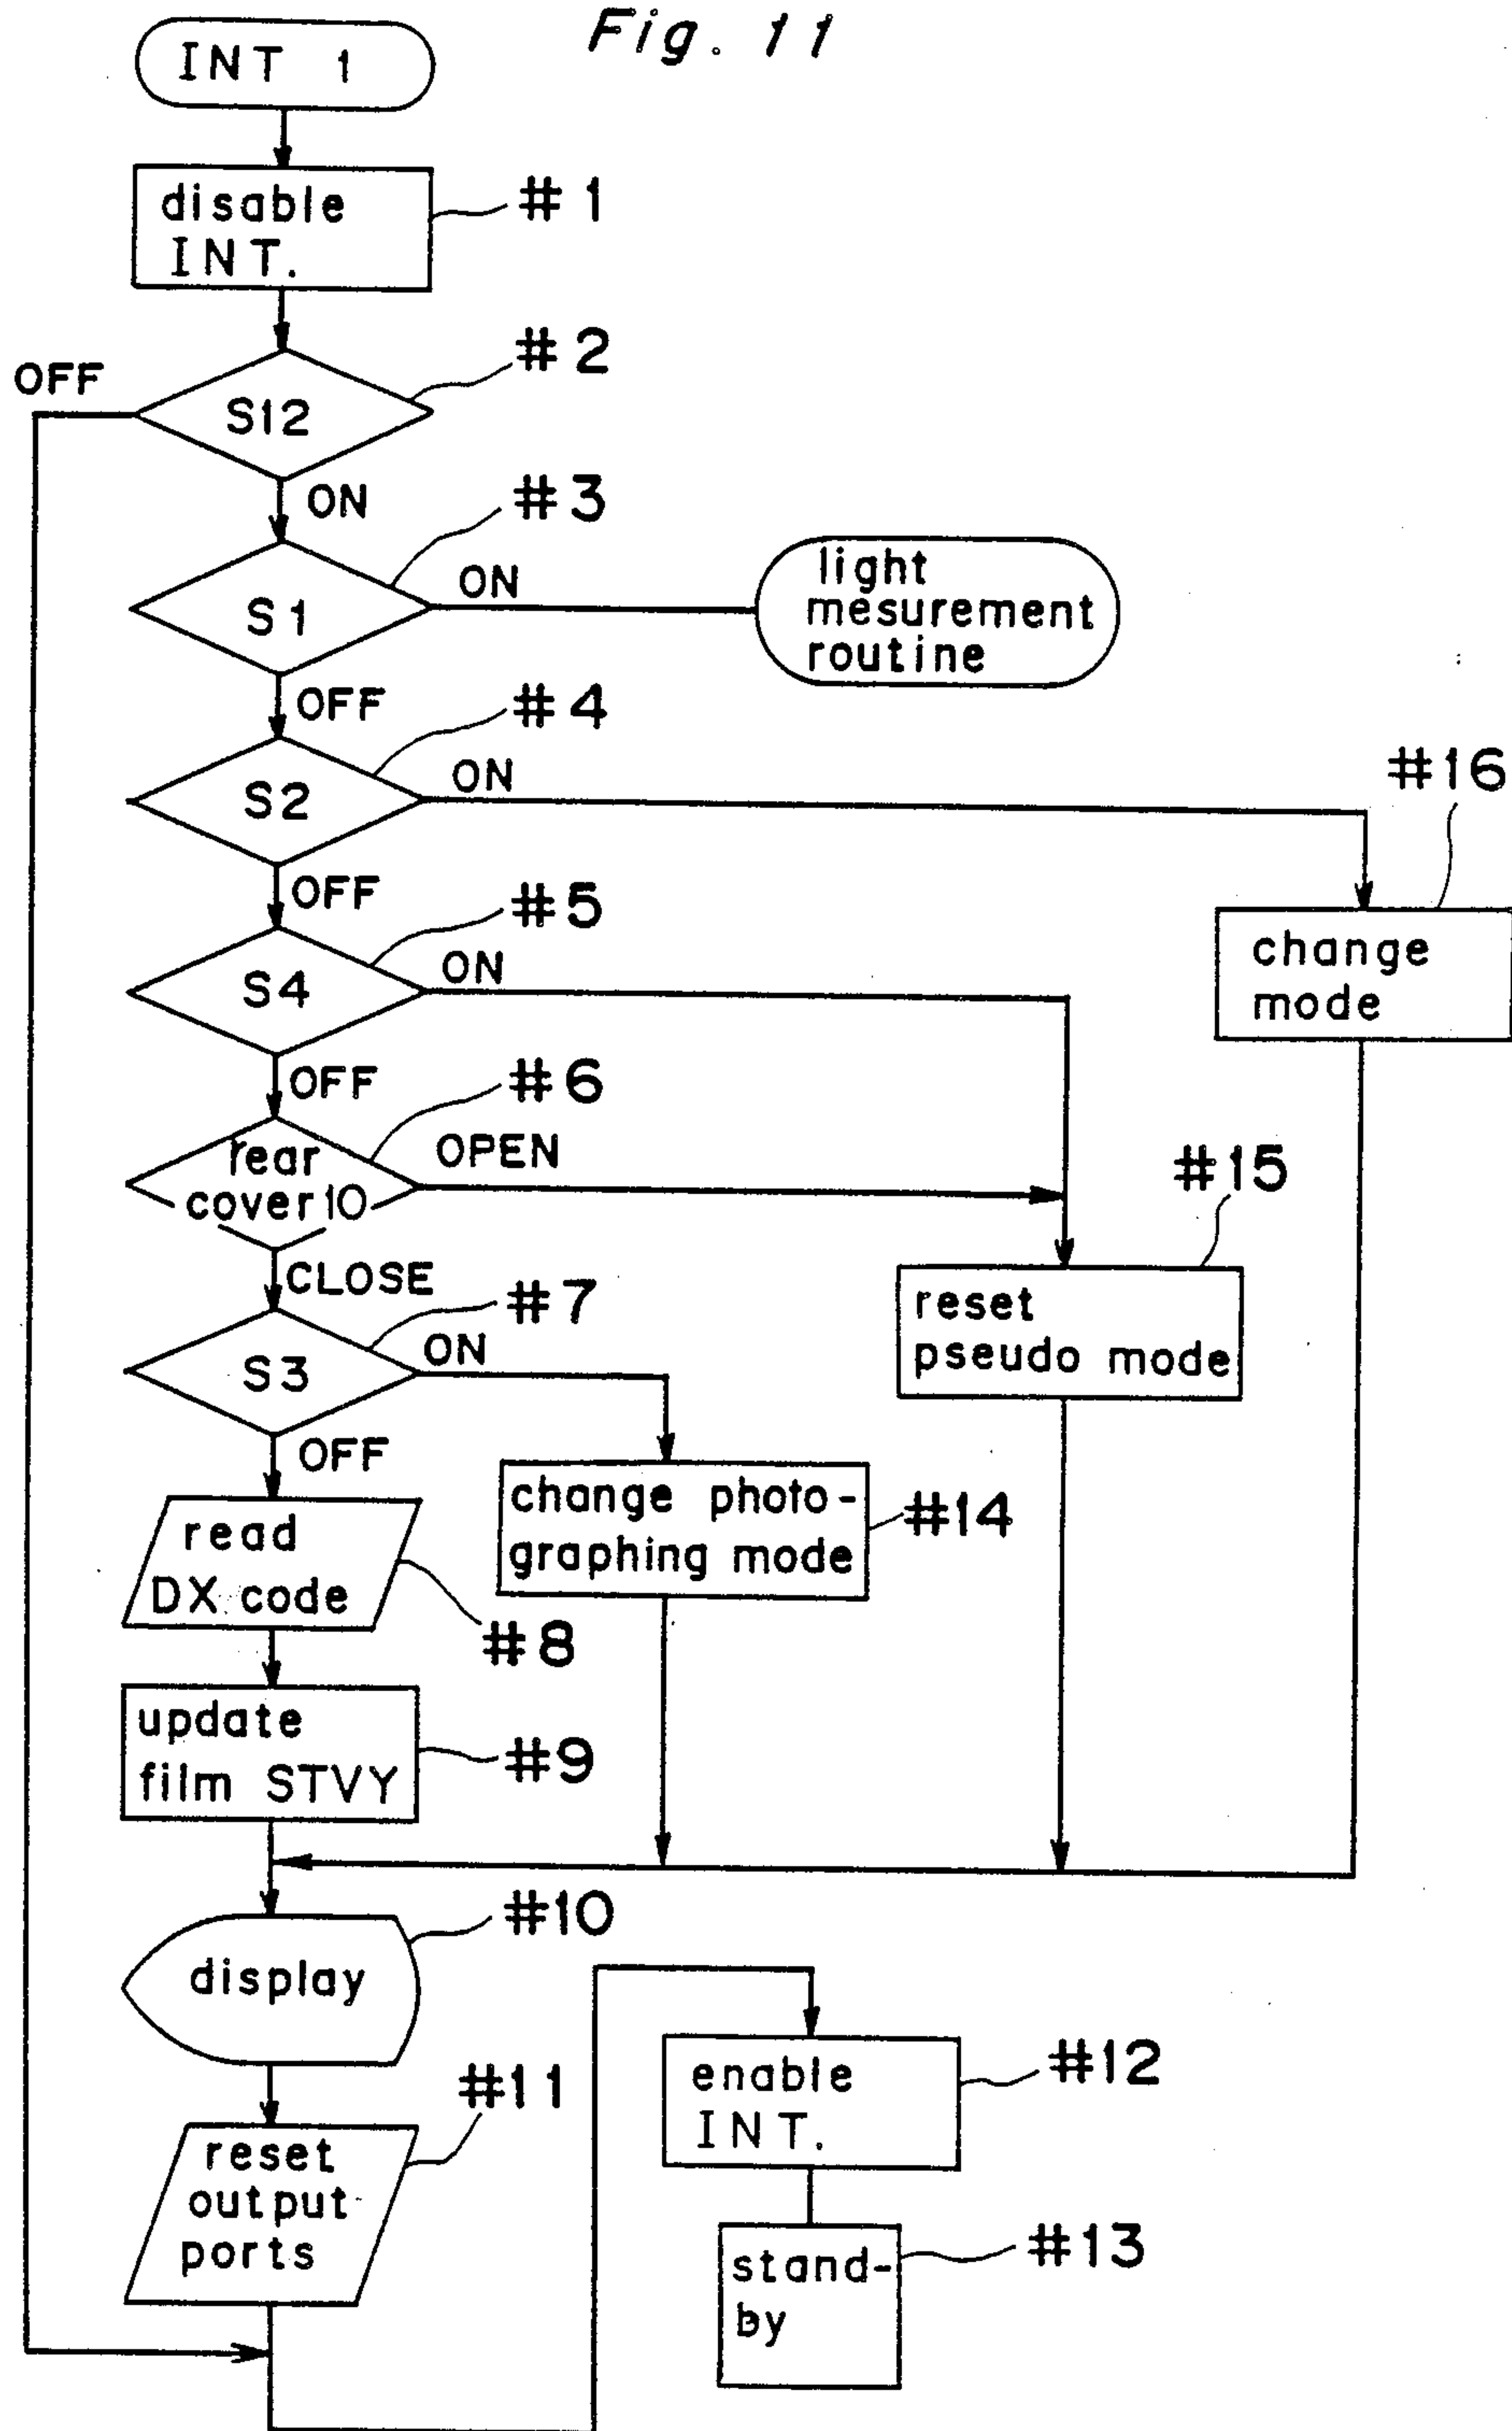 Fig. 11
INT 1
disable
INT.
#1
OFF
S12
#2
ON
S1
#3
ON
light
mesurement
routine
OFF
S2
#4
ON
#16
change
mode
OFF
S4
#5
ON
OFF
rear
cover 10
#6
OPEN
#15
reset
pseudo mode
CLOSE
S3
#7
ON
OFF
change photo-
graphing mode
#14
read
DX code
#8
update
film STVY
#9
display
#10
reset
output
ports
#11
enable
INT.
#12
stand-
by
#13